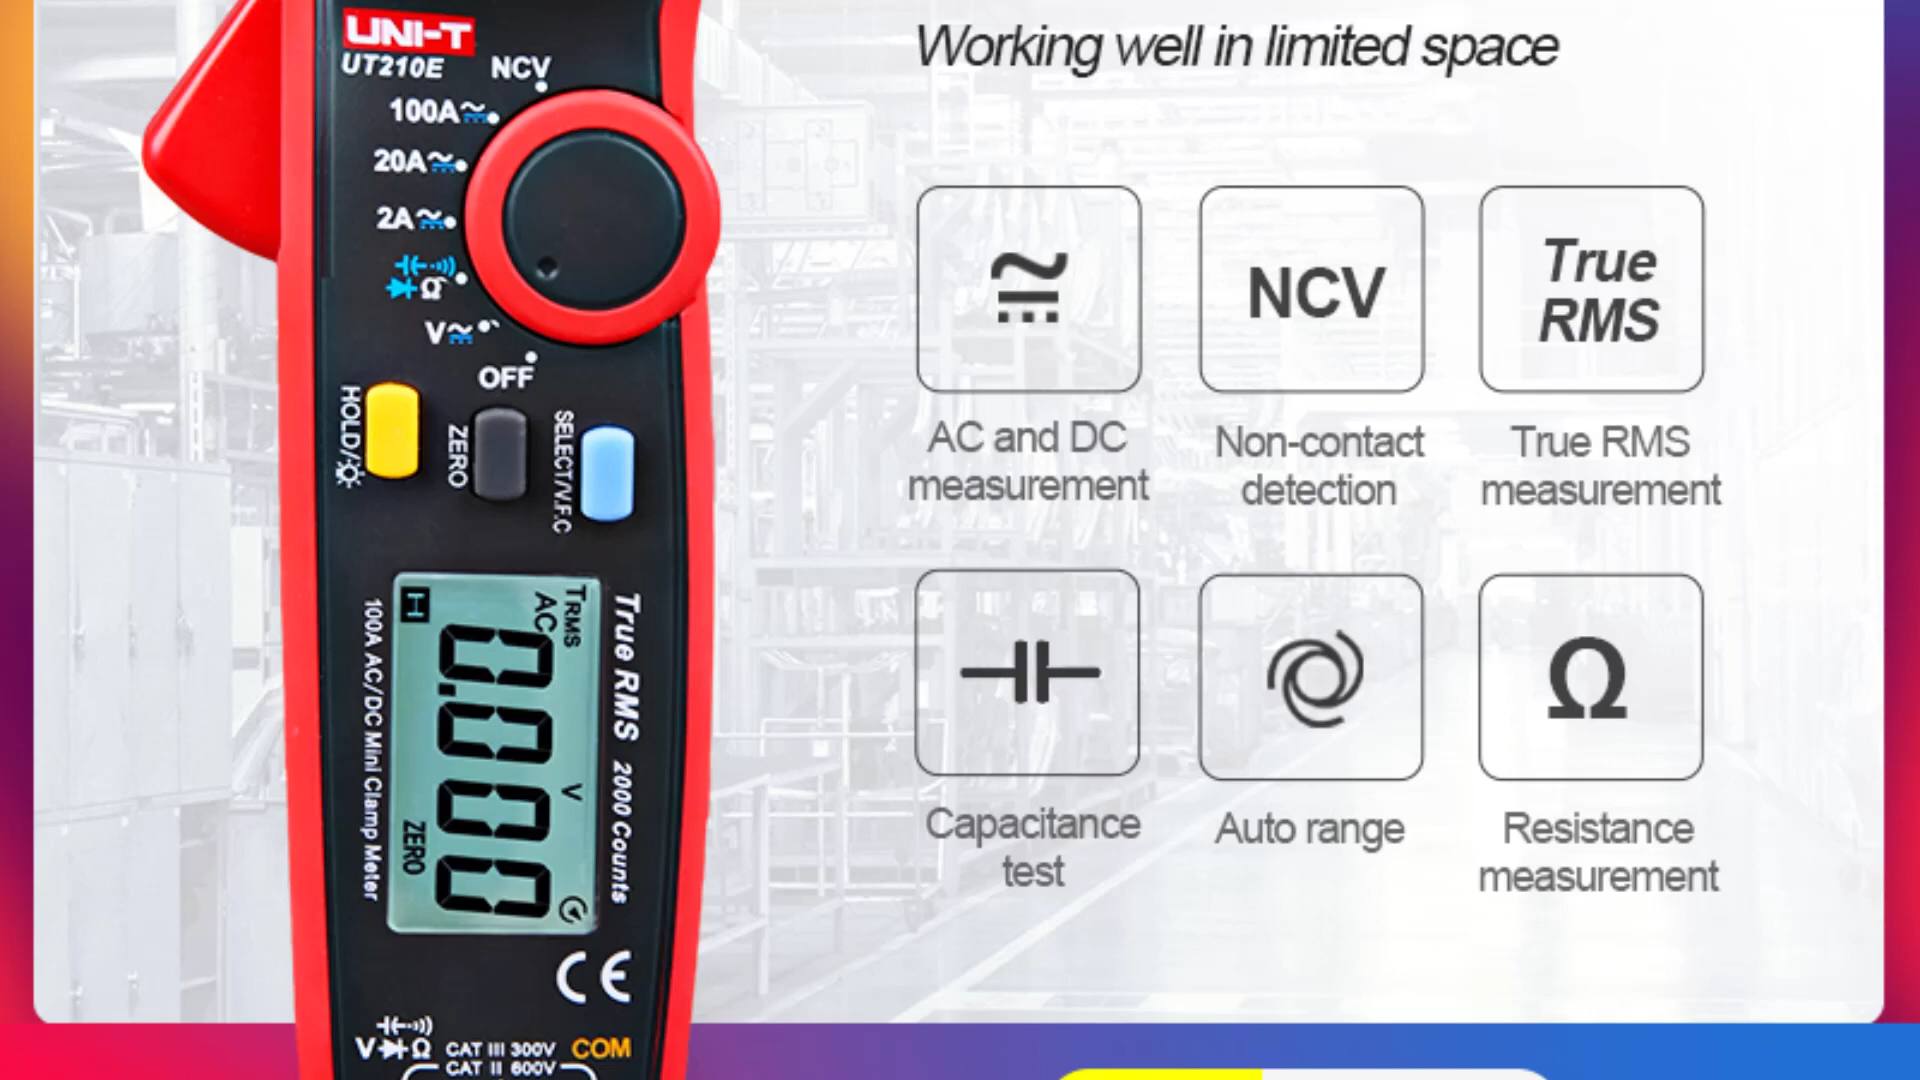 UNI-T
UT210E
NCV
100A
20A
2A
Ω
V
OFF
HOLD/
ZERO
SELECT/V.F.C
TRMS
AC
H
0.000
V
ZERO
True RMS 2000 Counts
100A AC/DC Mini Clamp Meter
CE
V Ω CAT III 300V COM
CAT II 600V
Working well in limited space
NCV
True
RMS
AC and DC
measurement
Non-contact
detection
True RMS
measurement
Ω
Capacitance
test
Auto range
Resistance
measurement